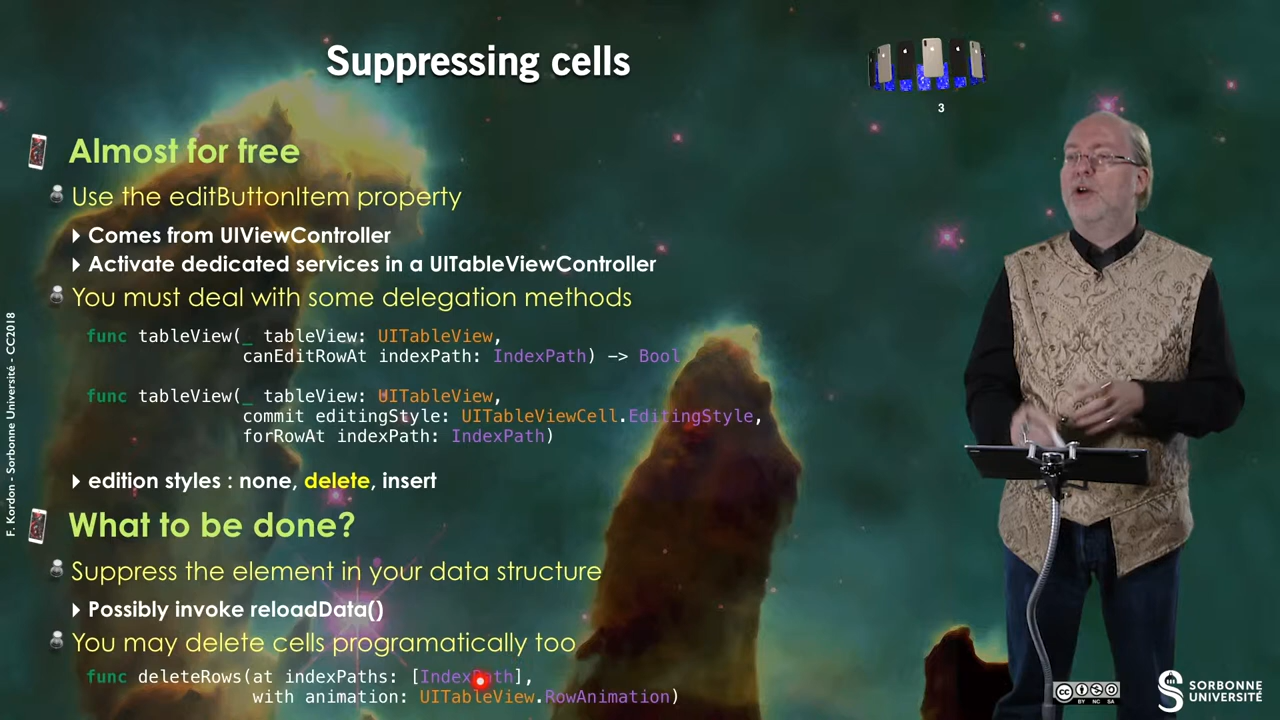 Suppressing cells
3
Almost for free
Use the editButtonItem property
Comes from UIViewController
Activate dedicated services in a UITableViewController
You must deal with some delegation methods
func tableView(_ tableView: UITableView,
canEditRowAt indexPath: IndexPath) -> Bool
func tableView(_ tableView: UITableView,
commit editingStyle: UITableViewCell.EditingStyle,
forRowAt indexPath: IndexPath)
edition styles : none, delete, insert
What to be done?
Suppress the element in your data structure
Possibly invoke reloadData()
You may delete cells programatically too
func deleteRows(at indexPaths: [IndexPath],
with animation: UITableView.RowAnimation)
F. Kordon - Sorbonne Université - CC2018
cc
BY NC SA
SORBONNE
UNIVERSITÉ